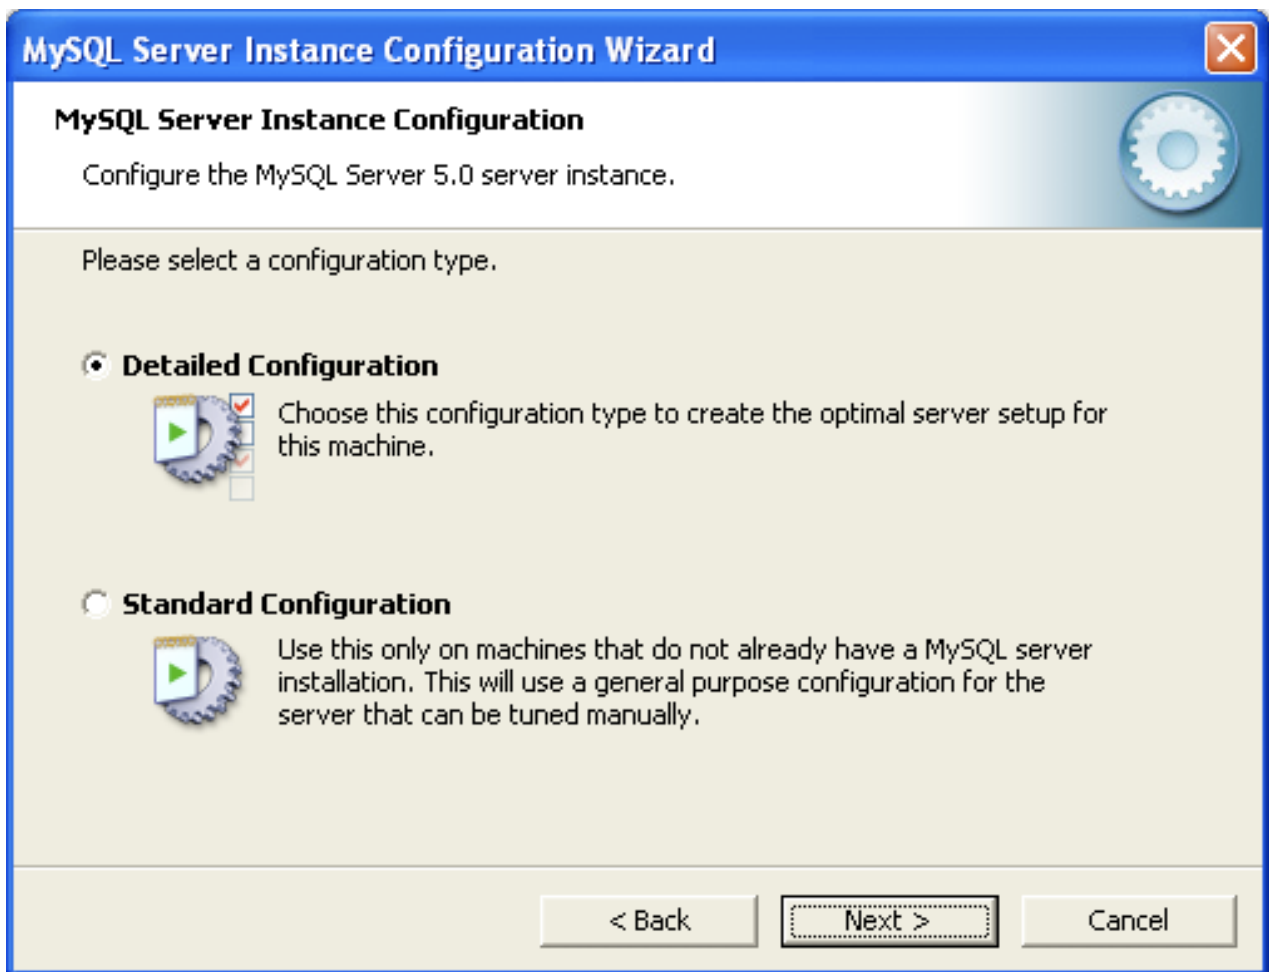 MySQL Server Instance Configuration Wizard
MySQL Server Instance Configuration
Configure the MySQL Server 5.0 server instance.
Please select a configuration type.
Detailed Configuration
Choose this configuration type to create the optimal server setup for
this machine.
Standard Configuration
Use this only on machines that do not already have a MySQL server
installation. This will use a general purpose configuration for the
server that can be tuned manually.
< Back
Next >
Cancel